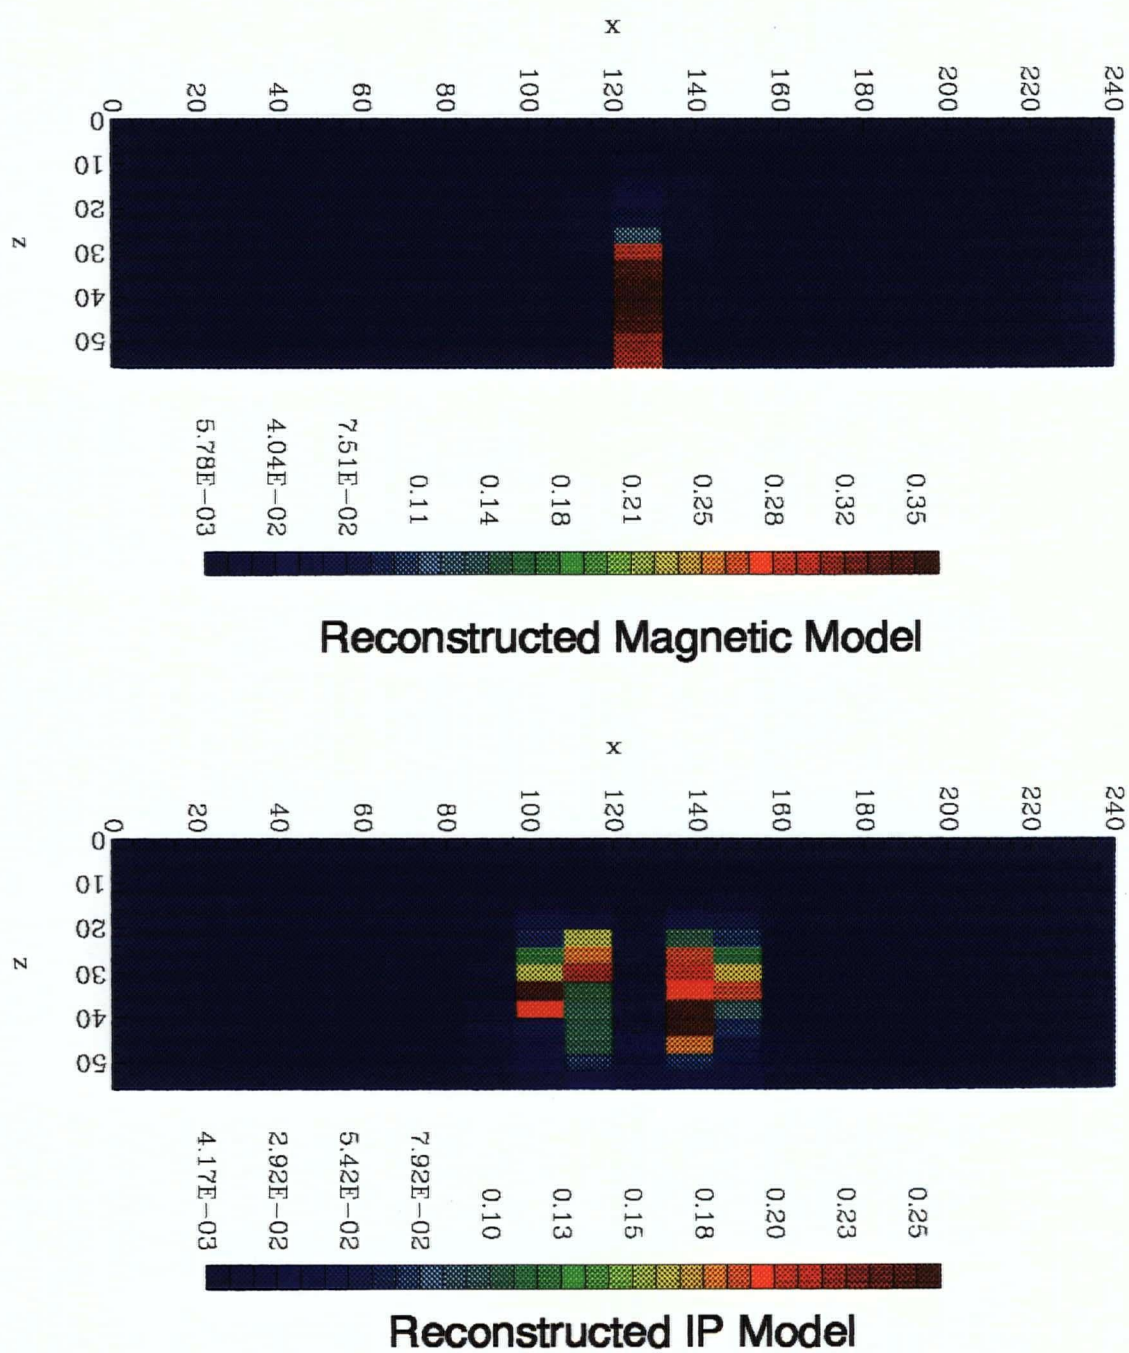 x
0 20 40 60 80 100 120 140 160 180 200 220 240
0
10
20
30
40
50
z
5.78E-03 4.04E-02 7.51E-02 0.11 0.14 0.18 0.21 0.25 0.28 0.32 0.35
Reconstructed Magnetic Model
x
0 20 40 60 80 100 120 140 160 180 200 220 240
0
10
20
30
40
50
z
4.17E-03 2.92E-02 5.42E-02 7.92E-02 0.10 0.13 0.15 0.18 0.20 0.23 0.25
Reconstructed IP Model